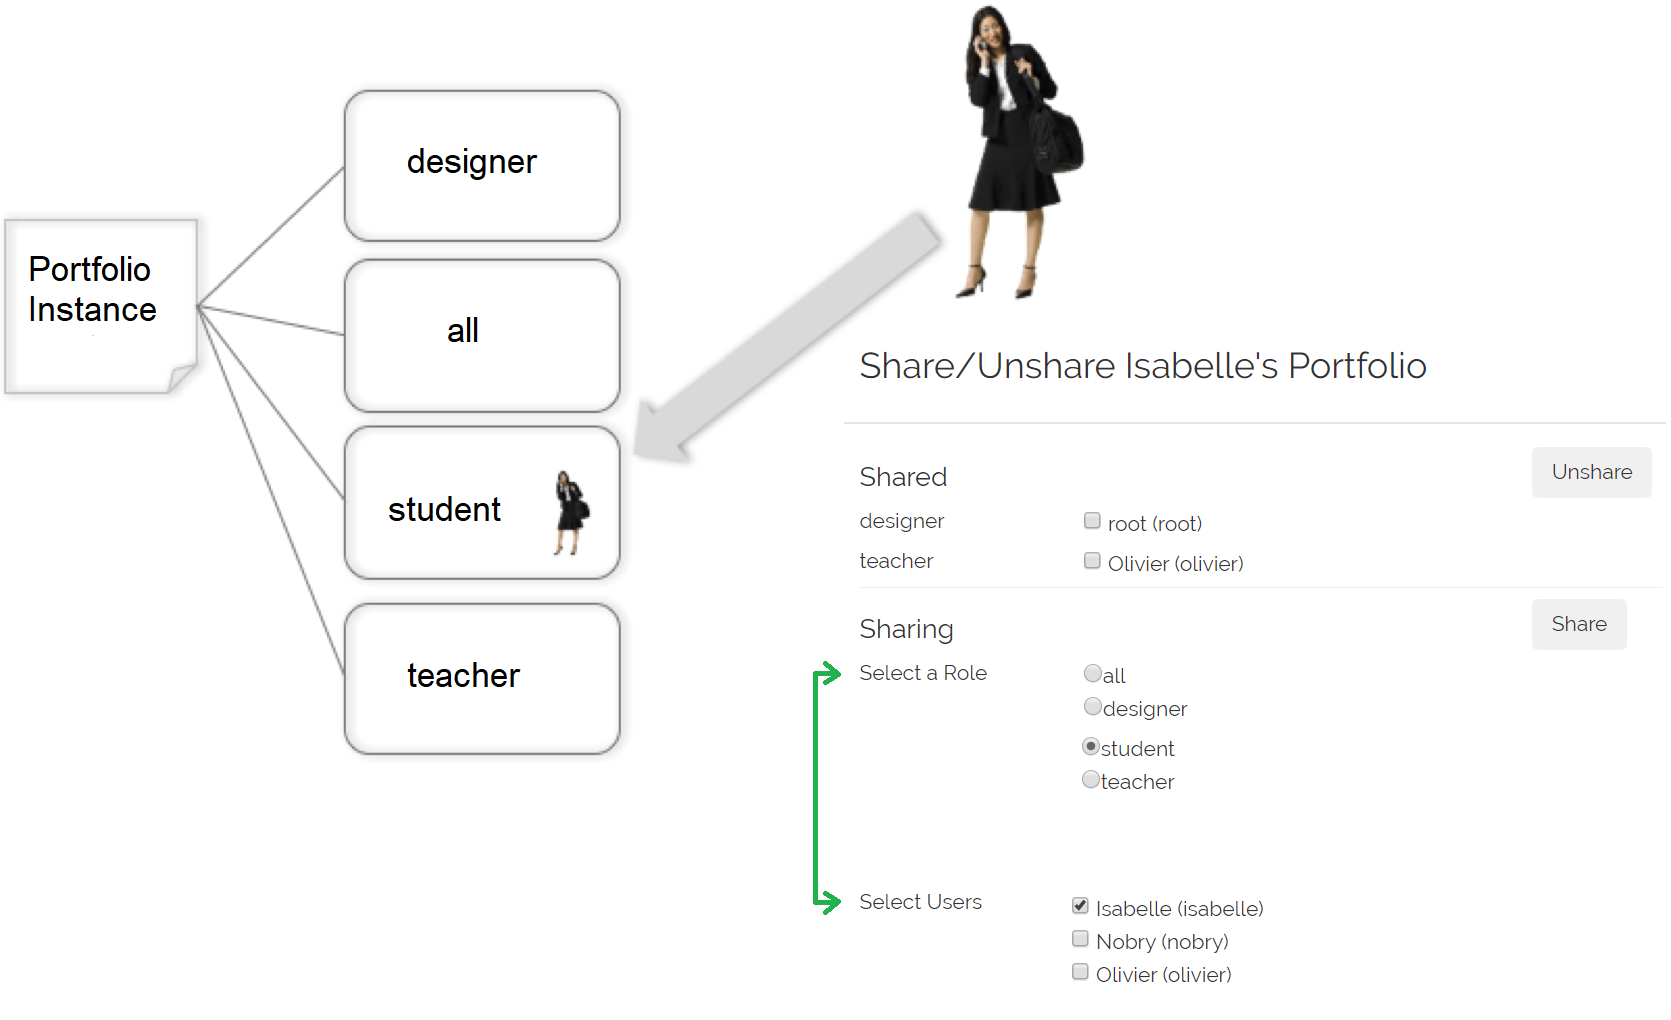 Portfolio
Instance
designer
all
student
teacher
Share/Unshare Isabelle's Portfolio
Shared
Unshare
designer
root (root)
teacher
Olivier (olivier)
Sharing
Share
Select a Role
all
designer
student
teacher
Select Users
Isabelle (isabelle)
Nobry (nobry)
Olivier (olivier)